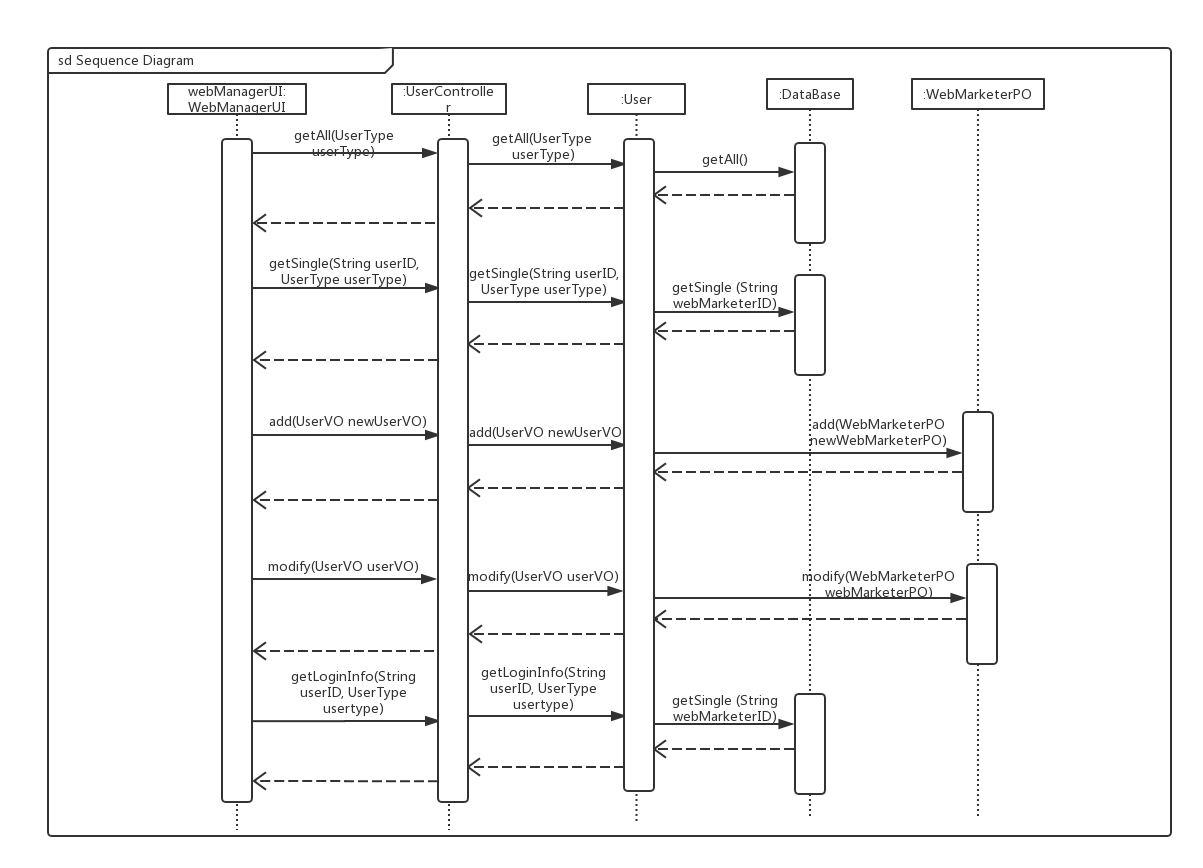 sd Sequence Diagram
webManagerUI:
WebManagerUI
:UserControlle
r
:User
:DataBase
:WebMarketerPO
getAll(UserType
userType)
getAll(UserType
userType)
getAll()
getSingle(String userID,
UserType userType)
getSingle(String userID,
UserType userType)
getSingle (String
webMarketerID)
add(UserVO newUserVO)
add(UserVO newUserVO
add(WebMarketerPO
newWebMarketerPO)
modify(UserVO userVO)
modify(UserVO userVO)
modify(WebMarketerPO
webMarketerPO)
getLoginInfo(String
userID, UserType
usertype)
getLoginInfo(String
userID, UserType
usertype)
getSingle (String
webMarketerID)